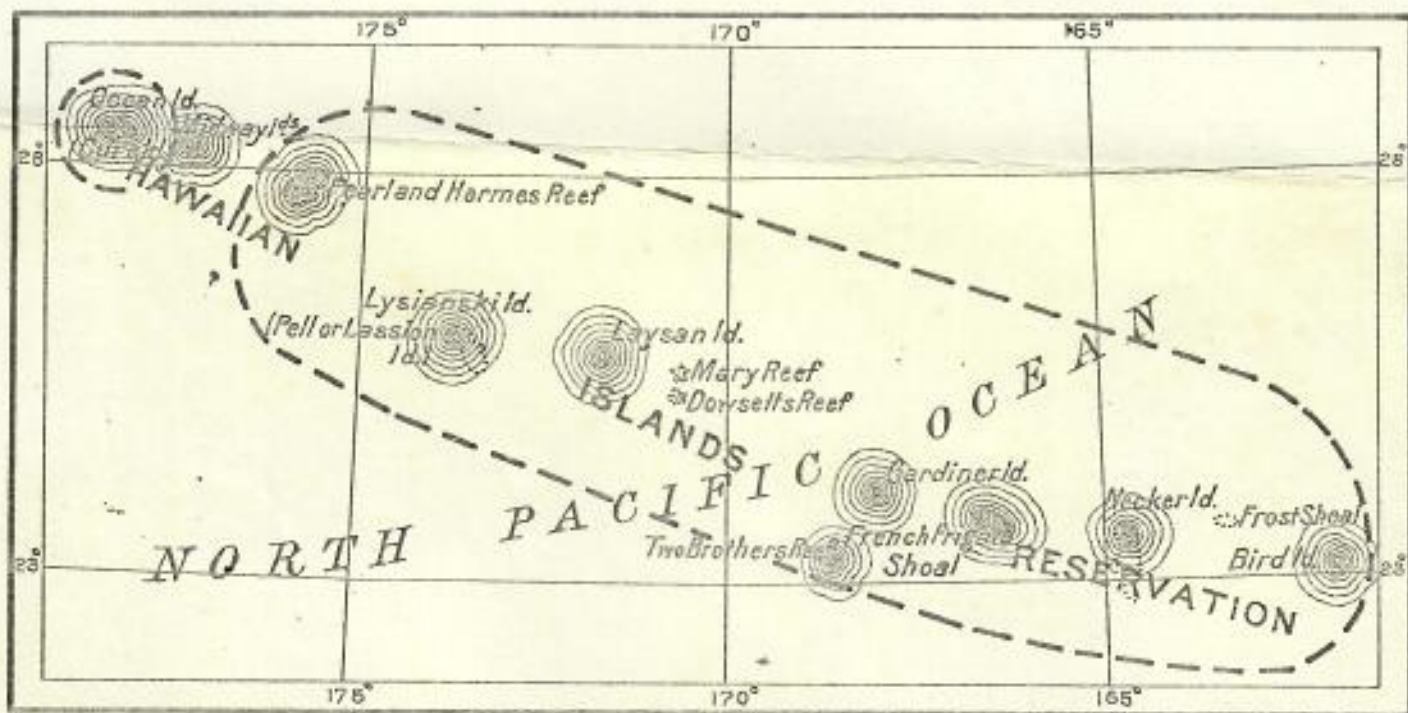 175° 170° 165°
Ocean Id.
Midway Ids
28° 28°
HAWAIIAN
Pearl and Harmes Reef
Lysianski Id.
(Pell or Lassion
Id.)
Laysan Id.
Mary Reef
Dowsetts Reef
ISLANDS
NORTH PACIFIC OCEAN
Gardiner Id.
Necker Id.
Frost Shoal
Two Brothers Reef
French Frigate
Shoal
Bird Id.
23°
RESERVATION
175° 170° 165°